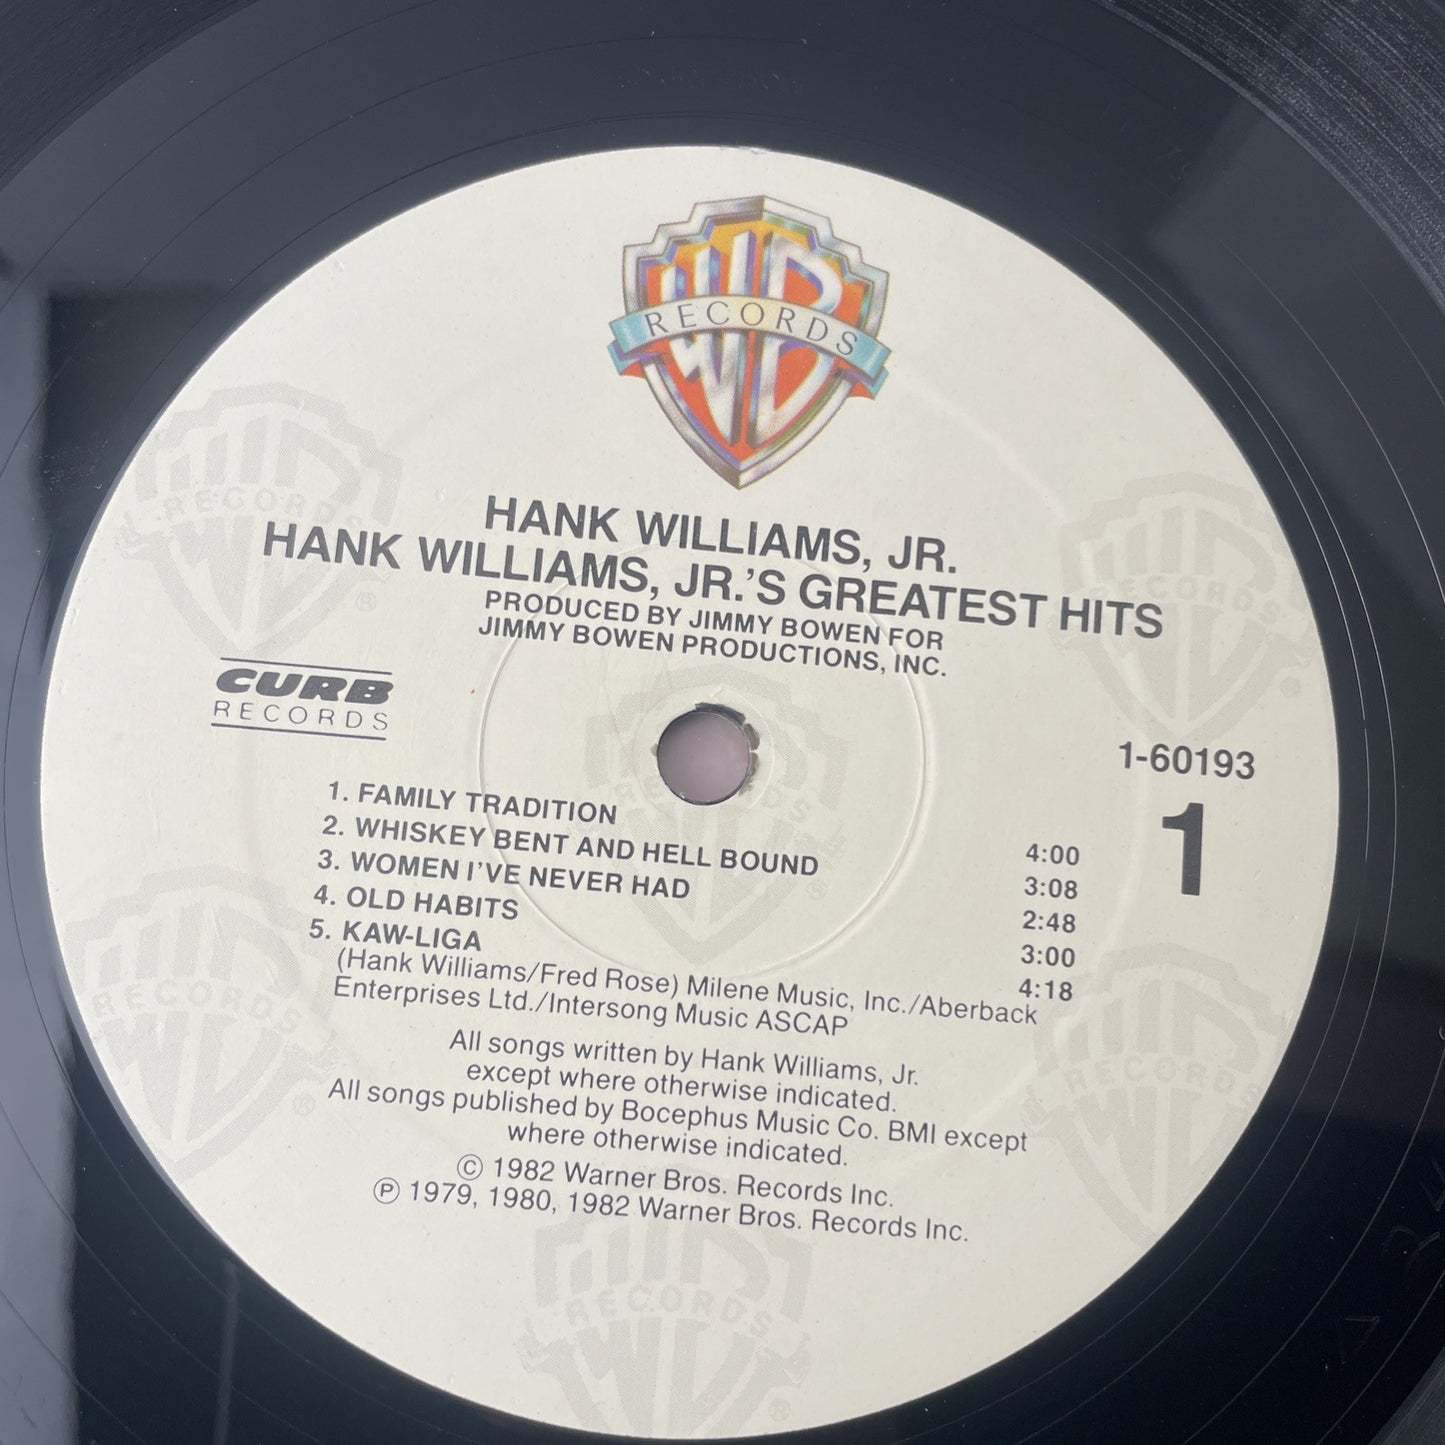 RECORDS
HANK WILLIAMS, JR.
HANK WILLIAMS, JR.'S GREATEST HITS
PRODUCED BY JIMMY BOWEN FOR
JIMMY BOWEN PRODUCTIONS, INC.
CURB
RECORDS
1-60193
1
1. FAMILY TRADITION 4:00
2. WHISKEY BENT AND HELL BOUND 3:08
3. WOMEN I'VE NEVER HAD 2:48
4. OLD HABITS 3:00
5. KAW-LIGA 4:18
(Hank Williams/Fred Rose) Milene Music, Inc./Aberback
Enterprises Ltd./Intersong Music ASCAP
All songs written by Hank Williams, Jr.
except where otherwise indicated.
All songs published by Bocephus Music Co. BMI except
where otherwise indicated.
© 1982 Warner Bros. Records Inc.
℗ 1979, 1980, 1982 Warner Bros. Records Inc.